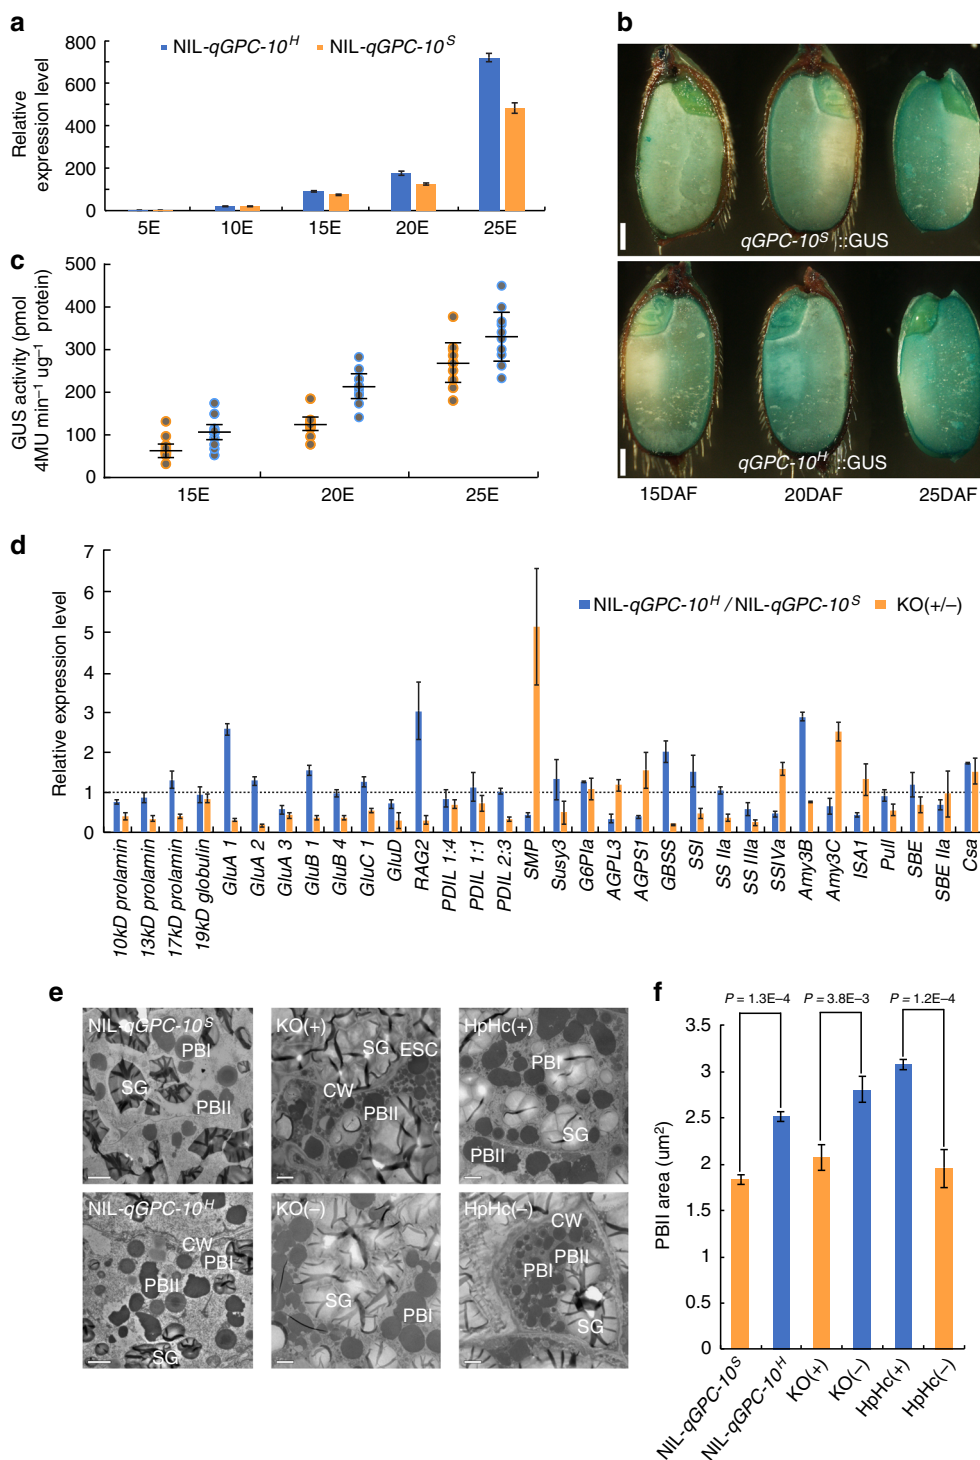 a
800
600
400
200
0
Relative
expression level
NIL-qGPC-10H
NIL-qGPC-10S
5E
10E
15E
20E
25E
b
qGPC-10S ::GUS
qGPC-10H ::GUS
15DAF
20DAF
25DAF
c
500
400
300
200
100
0
GUS activity (pmol
4MU min–1 ug–1 protein)
15E
20E
25E
d
7
6
5
4
3
2
1
0
Relative expression level
NIL-qGPC-10H / NIL-qGPC-10S
KO(+/–)
10kD prolamin
13kD prolamin
17kD prolamin
19kD globulin
GluA 1
GluA 2
GluA 3
GluB 1
GluB 4
GluC 1
GluD
RAG2
PDIL 1:4
PDIL 1:1
PDIL 2:3
SMP
Susy3
G6PIa
AGPL3
AGPS1
GBSS
SSI
SS IIa
SS IIIa
SSIVa
Amy3B
Amy3C
ISA1
Pull
SBE
SBE IIa
Csa
e
NIL-qGPC-10S
PBI
SG
PBII
KO(+)
SG
ESC
CW
PBII
HpHc(+)
PBI
SG
PBII
NIL-qGPC-10H
CW
PBI
PBII
SG
KO(–)
SG
PBI
HpHc(–)
CW
PBII
PBI
SG
f
P = 1.3E–4
P = 3.8E–3
P = 1.2E–4
3.5
3
2.5
2
1.5
1
0.5
0
PBII area (um2)
NIL-qGPC-10S
NIL-qGPC-10H
KO(+)
KO(–)
HpHc(+)
HpHc(–)